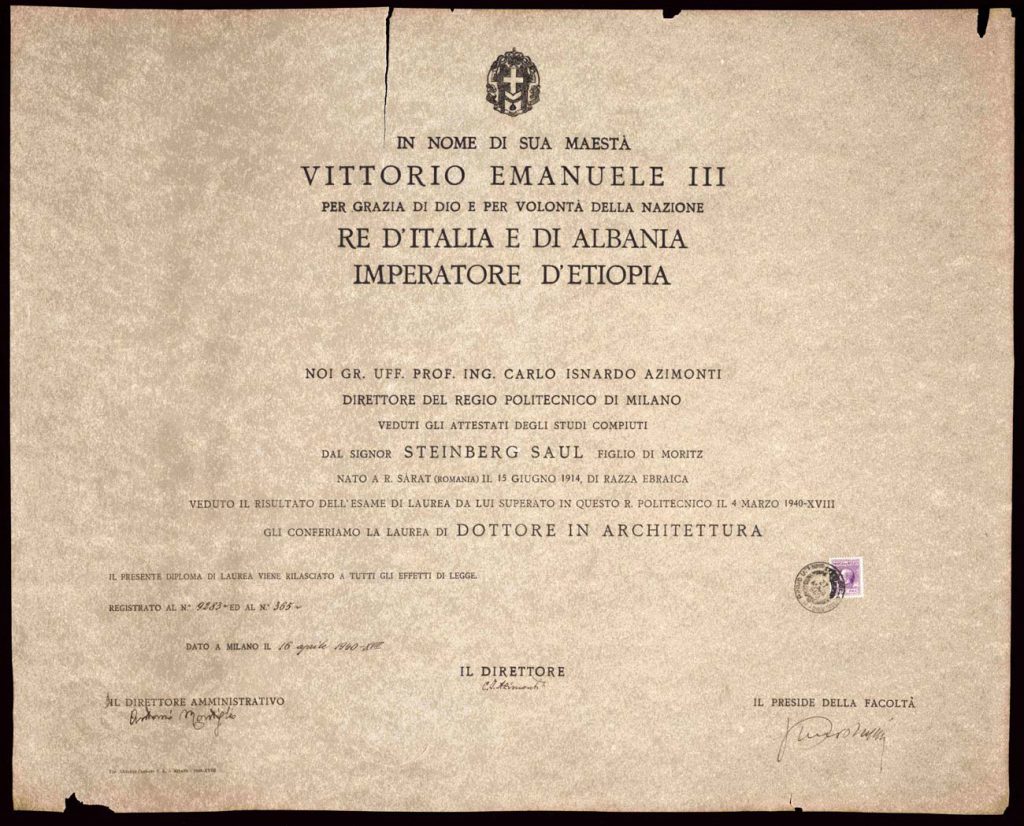 IN NOME DI SUA MAESTÀ
VITTORIO EMANUELE III
PER GRAZIA DI DIO E PER VOLONTÀ DELLA NAZIONE
RE D'ITALIA E DI ALBANIA
IMPERATORE D'ETIOPIA
NOI GR. UFF. PROF. ING. CARLO ISNARDO AZIMONTI
DIRETTORE DEL REGIO POLITECNICO DI MILANO
VEDUTI GLI ATTESTATI DEGLI STUDI COMPIUTI
DAL SIGNOR STEINBERG SAUL FIGLIO DI MORITZ
NATO A R. SARAT (ROMANIA) IL 15 GIUGNO 1914, DI RAZZA EBRAICA
VEDUTO IL RISULTATO DELL'ESAME DI LAUREA DA LUI SUPERATO IN QUESTO R. POLITECNICO IL 4 MARZO 1940-XVIII
GLI CONFERIAMO LA LAUREA DI DOTTORE IN ARCHITETTURA
IL PRESENTE DIPLOMA DI LAUREA VIENE RILASCIATO A TUTTI GLI EFFETTI DI LEGGE.
REGISTRATO AL N.° 9283 ED AL N.° 365
DATO A MILANO IL 16 aprile 1940-XVIII
IL DIRETTORE
C. I. Azimonti
IL DIRETTORE AMMINISTRATIVO
Antonio
IL PRESIDE DELLA FACOLTÀ